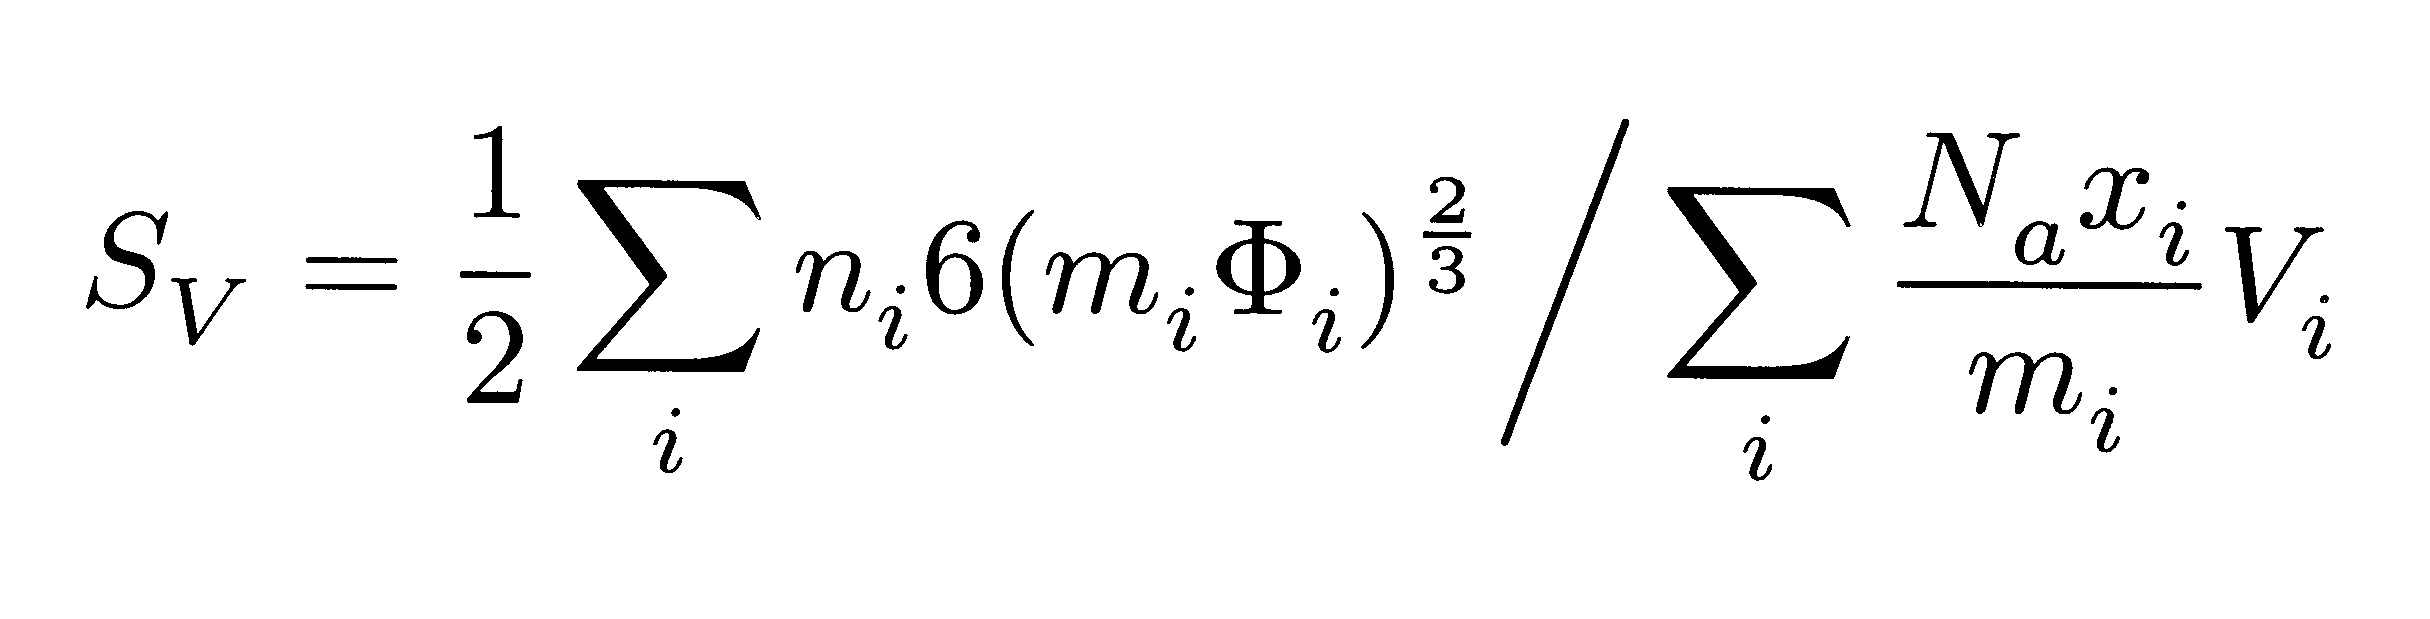 $$S_V = \frac{1}{2} \sum_i n_i 6 (m_i \Phi_i)^{\frac{2}{3}} \Big/ \sum_i \frac{N_a x_i}{m_i} V_i$$